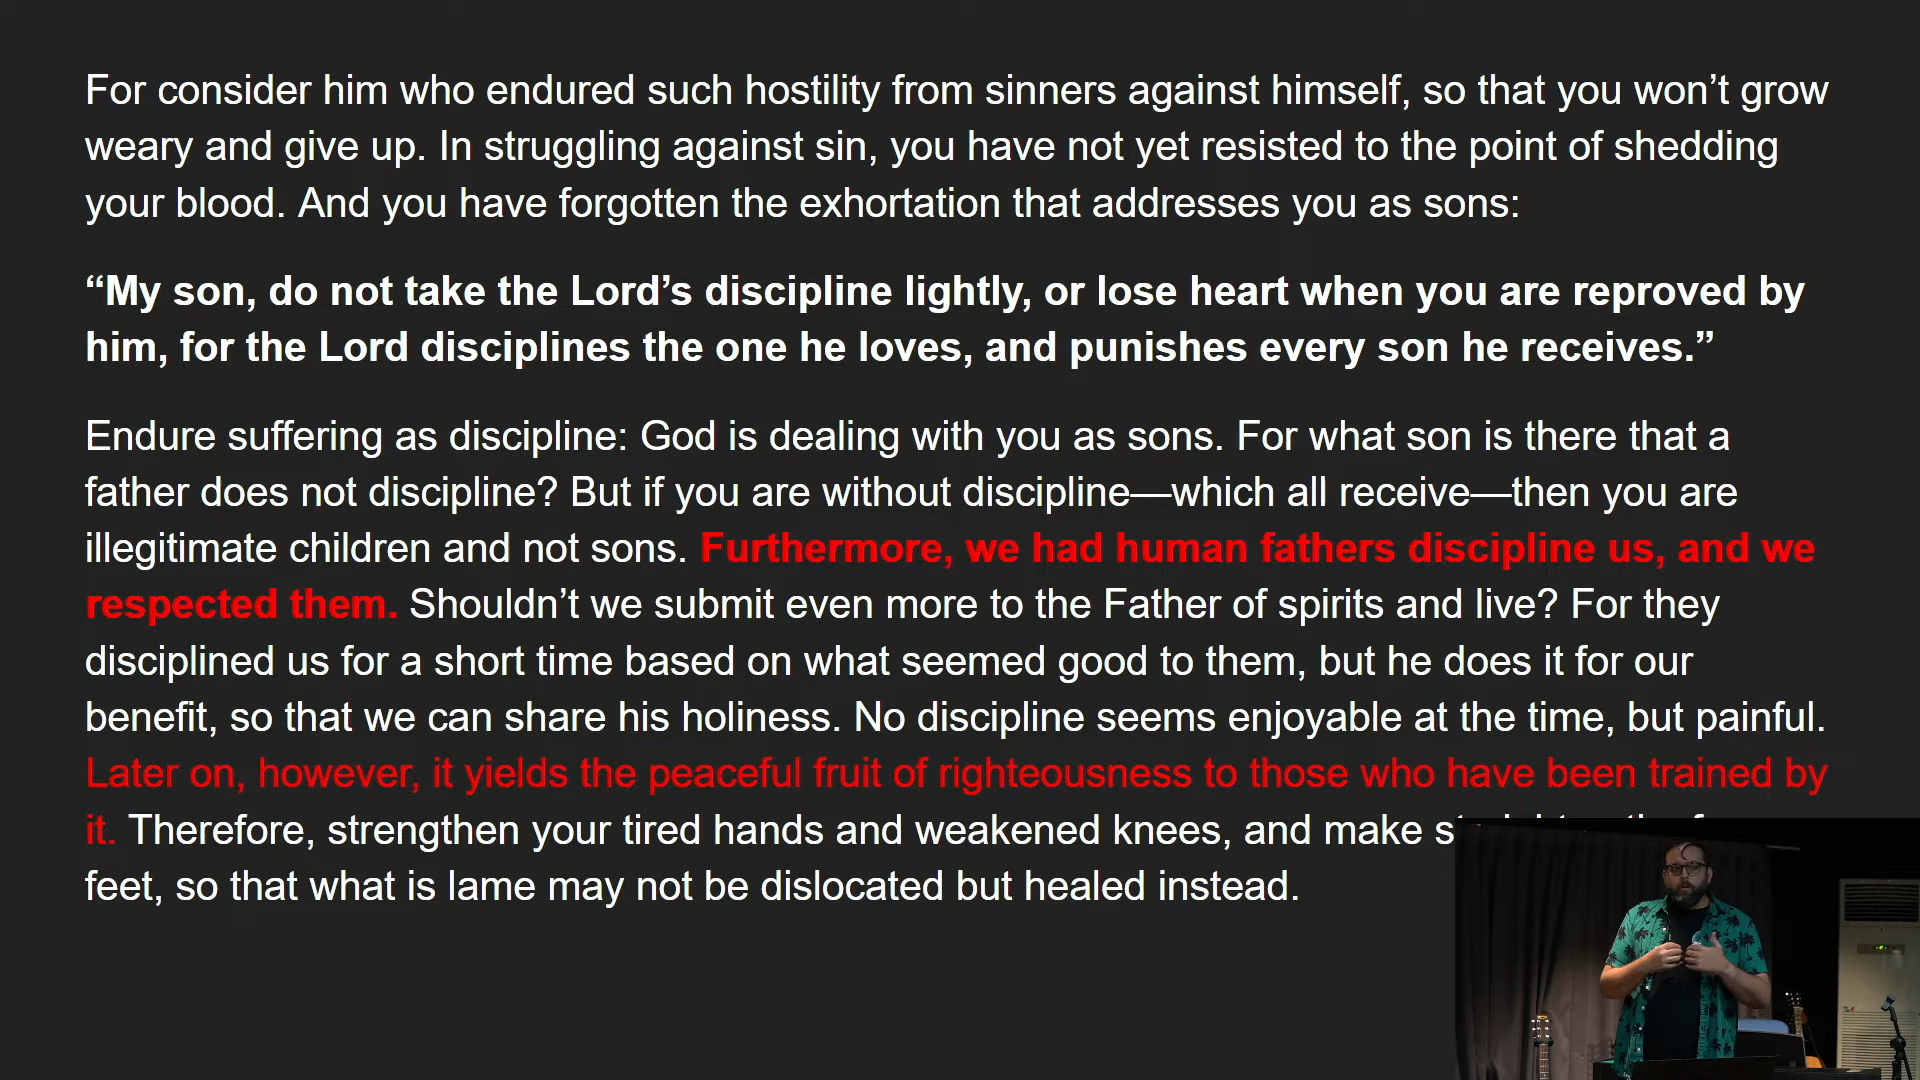 For consider him who endured such hostility from sinners against himself, so that you won’t grow
weary and give up. In struggling against sin, you have not yet resisted to the point of shedding
your blood. And you have forgotten the exhortation that addresses you as sons:
“My son, do not take the Lord’s discipline lightly, or lose heart when you are reproved by
him, for the Lord disciplines the one he loves, and punishes every son he receives.”
Endure suffering as discipline: God is dealing with you as sons. For what son is there that a
father does not discipline? But if you are without discipline—which all receive—then you are
illegitimate children and not sons. Furthermore, we had human fathers discipline us, and we
respected them. Shouldn’t we submit even more to the Father of spirits and live? For they
disciplined us for a short time based on what seemed good to them, but he does it for our
benefit, so that we can share his holiness. No discipline seems enjoyable at the time, but painful.
Later on, however, it yields the peaceful fruit of righteousness to those who have been trained by
it. Therefore, strengthen your tired hands and weakened knees, and make
feet, so that what is lame may not be dislocated but healed instead.